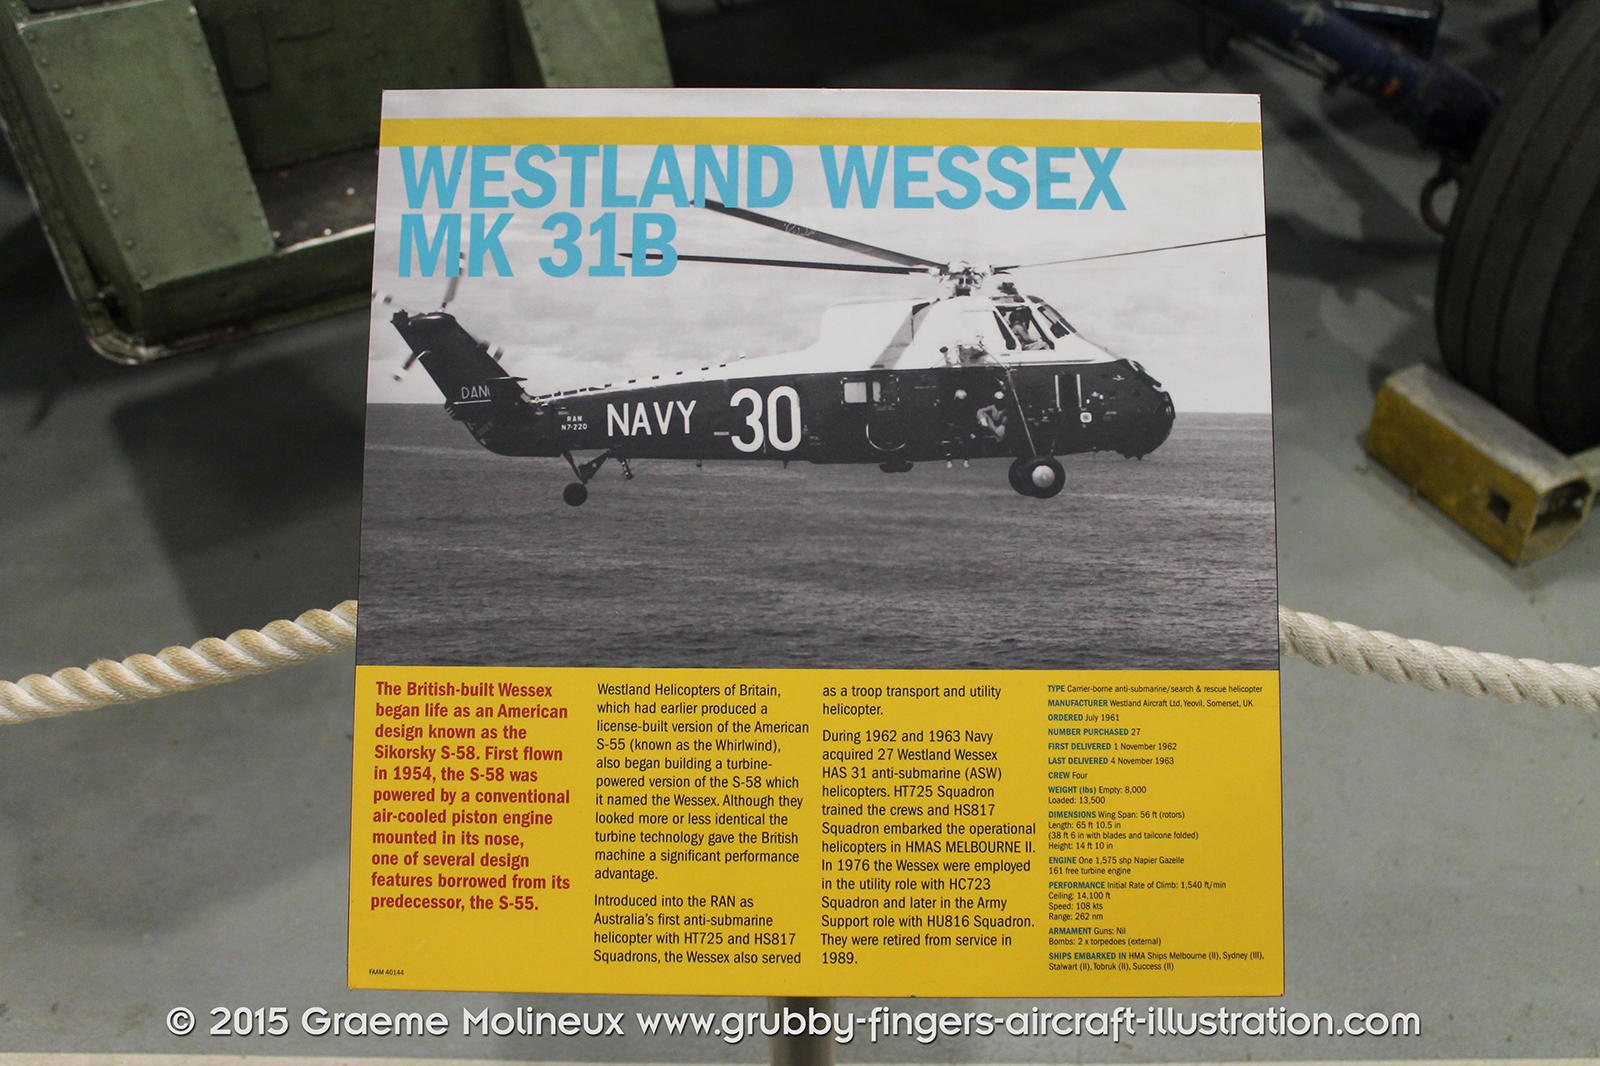 WESTLAND WESSEX
MK 31B
DAN
RAN
N7-220
NAVY
30
The British-built Wessex
began life as an American
design known as the
Sikorsky S-58. First flown
in 1954, the S-58 was
powered by a conventional
air-cooled piston engine
mounted in its nose,
one of several design
features borrowed from its
predecessor, the S-55.
FAAM 40144
Westland Helicopters of Britain,
which had earlier produced a
license-built version of the American
S-55 (known as the Whirlwind),
also began building a turbine-
powered version of the S-58 which
it named the Wessex. Although they
looked more or less identical the
turbine technology gave the British
machine a significant performance
advantage.
Introduced into the RAN as
Australia's first anti-submarine
helicopter with HT725 and HS817
Squadrons, the Wessex also served
as a troop transport and utility
helicopter.
During 1962 and 1963 Navy
acquired 27 Westland Wessex
HAS 31 anti-submarine (ASW)
helicopters. HT725 Squadron
trained the crews and HS817
Squadron embarked the operational
helicopters in HMAS MELBOURNE II.
In 1976 the Wessex were employed
in the utility role with HC723
Squadron and later in the Army
Support role with HU816 Squadron.
They were retired from service in
1989.
TYPE Carrier-borne anti-submarine/search & rescue helicopter
MANUFACTURER Westland Aircraft Ltd, Yeovil, Somerset, UK
ORDERED July 1961
NUMBER PURCHASED 27
FIRST DELIVERED 1 November 1962
LAST DELIVERED 4 November 1963
CREW Four
WEIGHT (lbs) Empty: 8,000
Loaded: 13,500
DIMENSIONS Wing Span: 56 ft (rotors)
Length: 65 ft 10.5 in
(38 ft 6 in with blades and tailcone folded)
Height: 14 ft 10 in
ENGINE One 1,575 shp Napier Gazelle
161 free turbine engine
PERFORMANCE Initial Rate of Climb: 1,540 ft/min
Ceiling: 14,100 ft
Speed: 108 kts
Range: 262 nm
ARMAMENT Guns: Nil
Bombs: 2 x torpedoes (external)
SHIPS EMBARKED IN HMA Ships Melbourne (II), Sydney (III),
Stalwart (II), Tobruk (II), Success (II)
© 2015 Graeme Molineux www.grubby-fingers-aircraft-illustration.com